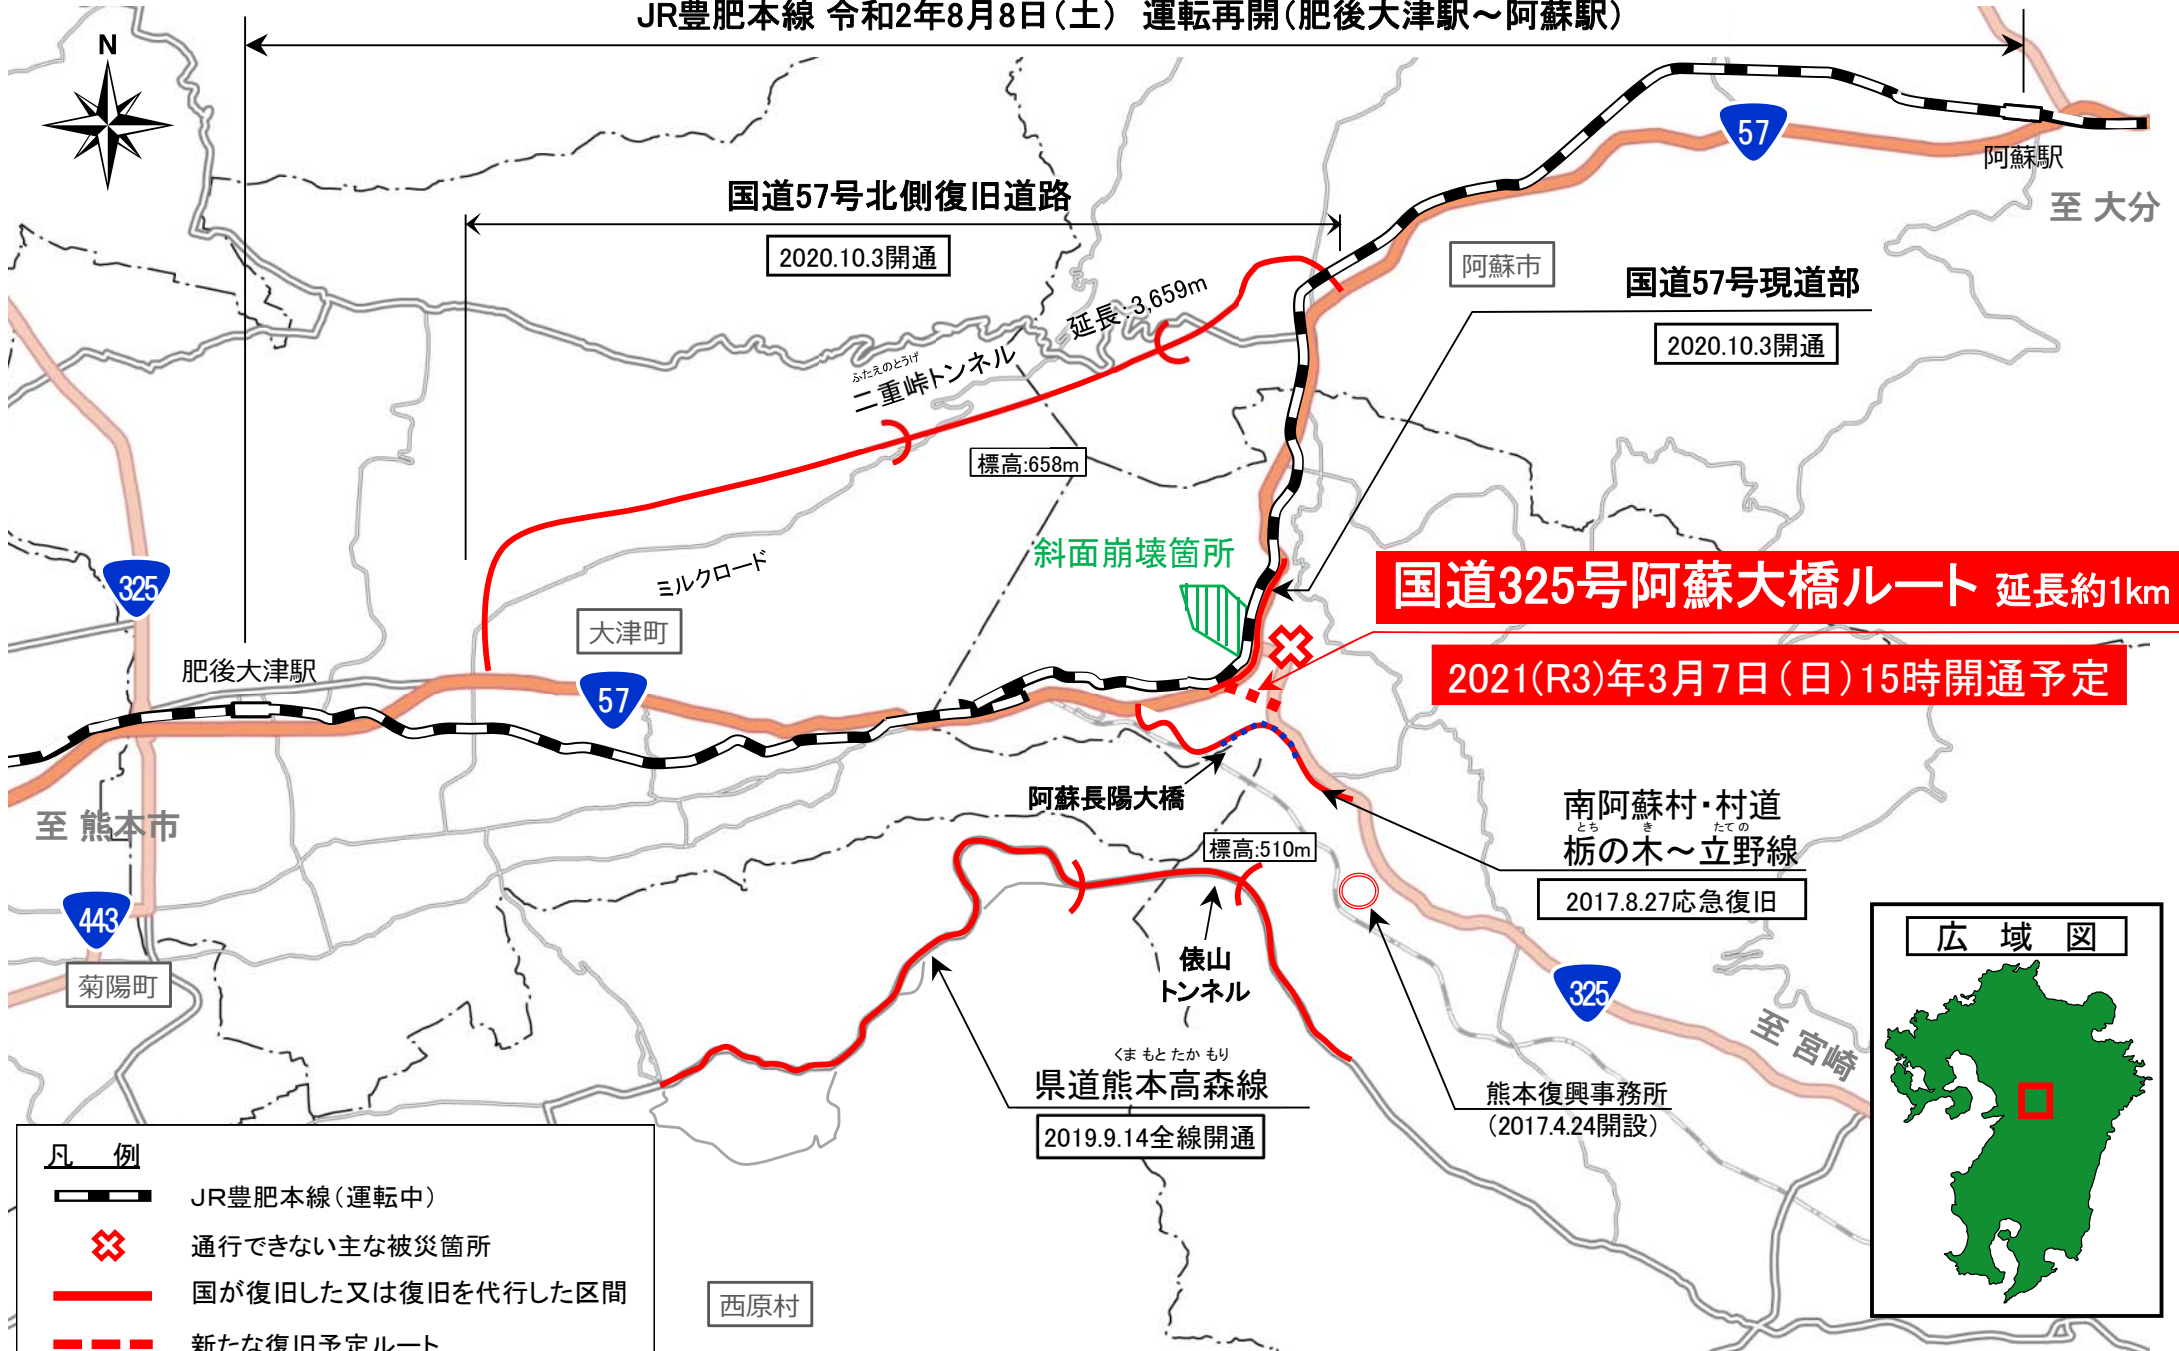 JR豊肥本線 令和2年8月8日(土) 運転再開(肥後大津駅～阿蘇駅)
N
57
阿蘇駅
至 大分
国道57号北側復旧道路
2020.10.3開通
阿蘇市
国道57号現道部
2020.10.3開通
延長:3,659m
ふたえのとうげ
二重峠トンネル
標高:658m
斜面崩壊箇所
ミルクロード
国道325号阿蘇大橋ルート 延長約1km
2021(R3)年3月7日(日)15時開通予定
325
大津町
肥後大津駅
57
至 熊本市
阿蘇長陽大橋
南阿蘇村・村道
とち き たての
栃の木～立野線
2017.8.27応急復旧
標高:510m
443
菊陽町
俵山
トンネル
325
至 宮崎
くまもとたかもり
県道熊本高森線
2019.9.14全線開通
熊本復興事務所
(2017.4.24開設)
広域図
西原村
凡 例
JR豊肥本線(運転中)
通行できない主な被災箇所
国が復旧した又は復旧を代行した区間
新たな復旧予定ルート